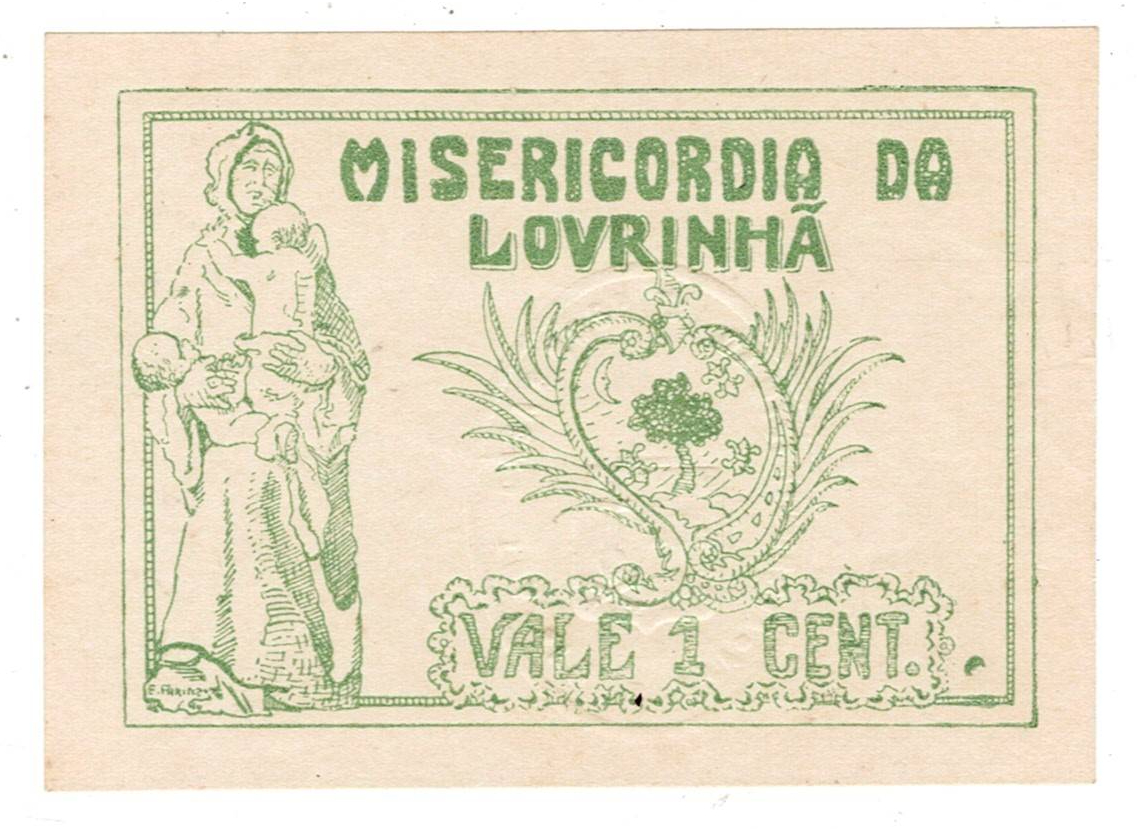 MISERICORDIA DA
LOVRINHÃ
VALE 1 CENT.